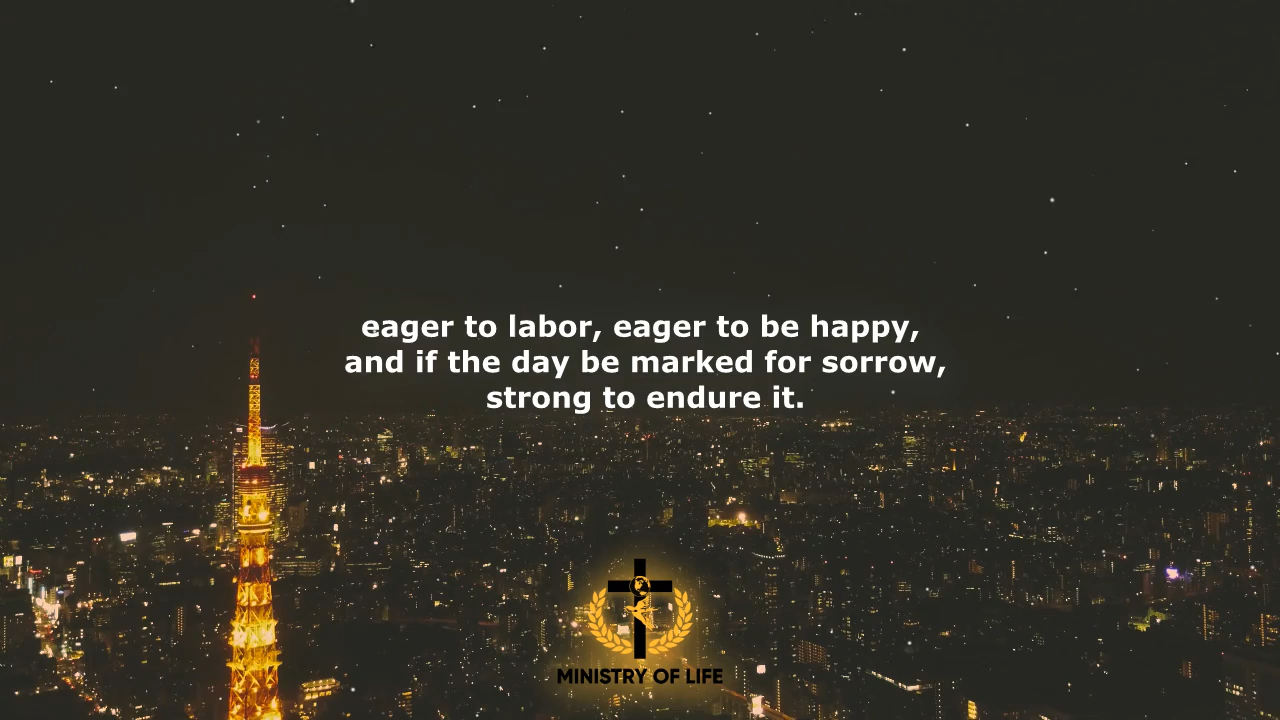 eager to labor, eager to be happy,
and if the day be marked for sorrow,
strong to endure it.
MINISTRY OF LIFE